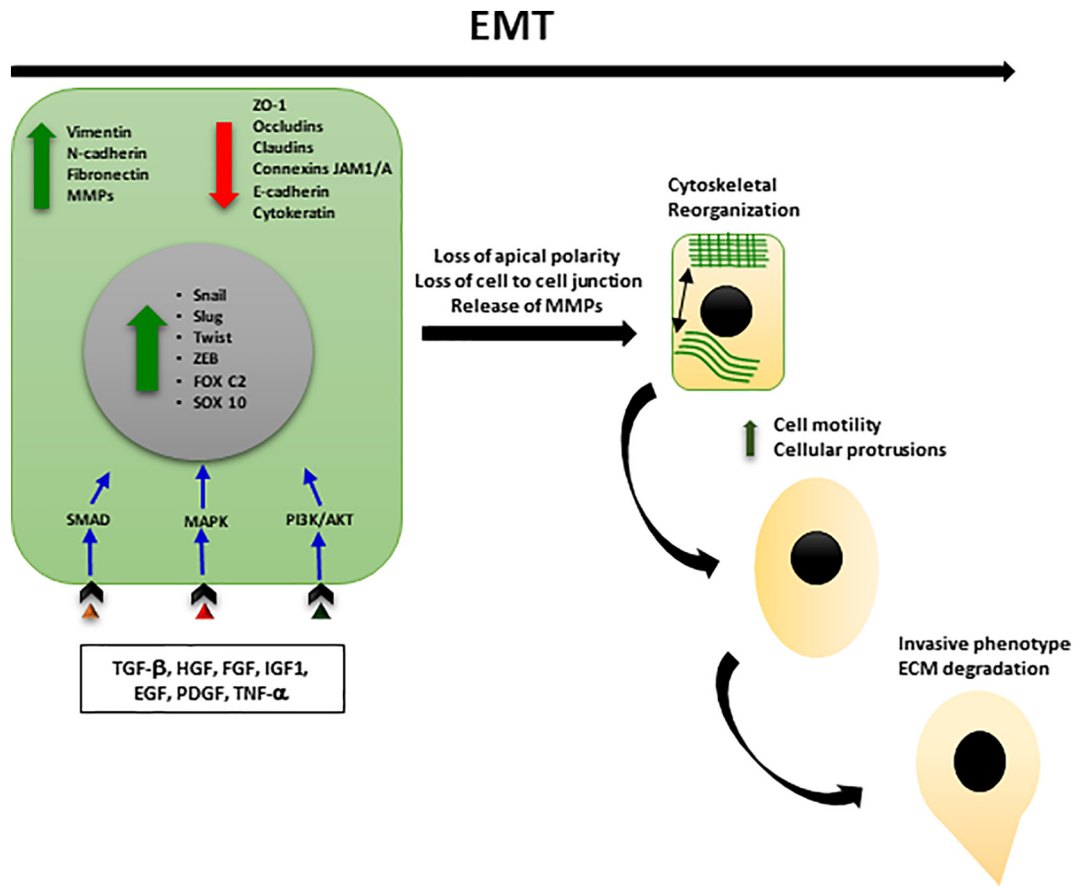 EMT
Vimentin
N-cadherin
Fibronectin
MMPs
ZO-1
Occludins
Claudins
Connexins JAM1/A
E-cadherin
Cytokeratin
• Snail
• Slug
• Twist
• ZEB
• FOX C2
• SOX 10
SMAD
MAPK
PI3K/AKT
TGF-β, HGF, FGF, IGF1,
EGF, PDGF, TNF-α
Loss of apical polarity
Loss of cell to cell junction
Release of MMPs
Cytoskeletal
Reorganization
Cell motility
Cellular protrusions
Invasive phenotype
ECM degradation